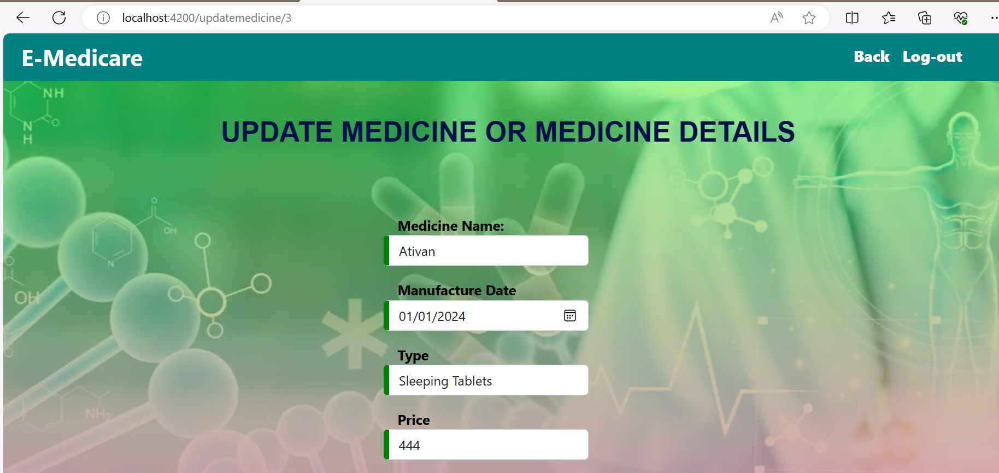 localhost:4200/updatemedicine/3
E-Medicare
Back Log-out
NH
O
N
H
UPDATE MEDICINE OR MEDICINE DETAILS
O
OH
N
O
OH
O
NH2
Medicine Name:
Ativan
Manufacture Date
01/01/2024
Type
Sleeping Tablets
Price
444